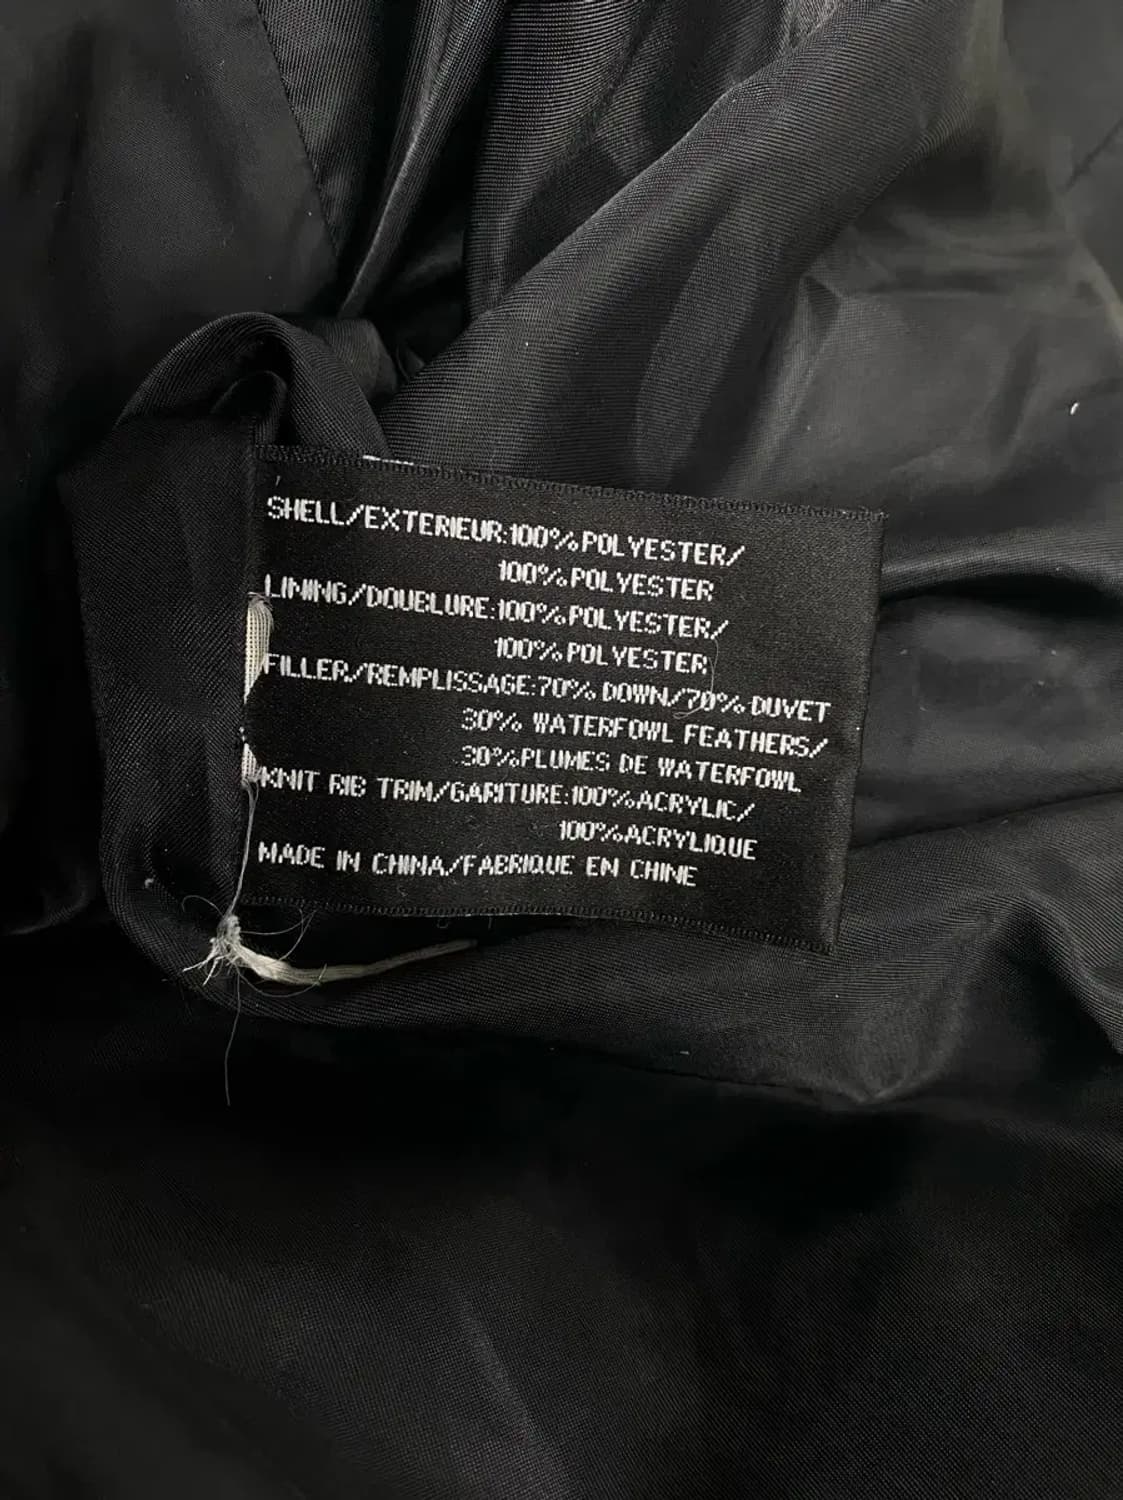 SHELL/EXTERIEUR:100%POLYESTER/
100%POLYESTER
LINING/DOUELURE:100%POLYESTER/
100%POLYESTER
FILLER/REMPLISSAGE:70% DOWN/70%DUVET
30% WATERFOWL FEATHERS/
30%PLUMES DE WATERFOWL
KNIT RIB TRIM/GARITURE:100%ACRYLIC/
100%ACRYLIQUE
MADE IN CHINA/FABRIQUE EN CHINE